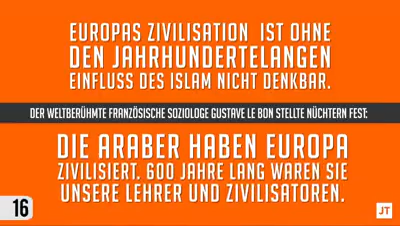 EUROPAS ZIVILISATION IST OHNE
DEN JAHRHUNDERTELANGEN
EINFLUSS DES ISLAM NICHT DENKBAR.
DER WELTBERÜHMTE FRANZÖSISCHE SOZIOLOGE GUSTAVE LE BON STELLTE NÜCHTERN FEST:
DIE ARABER HABEN EUROPA
ZIVILISIERT. 600 JAHRE LANG WAREN SIE
UNSERE LEHRER UND ZIVILISATOREN.
16
JT